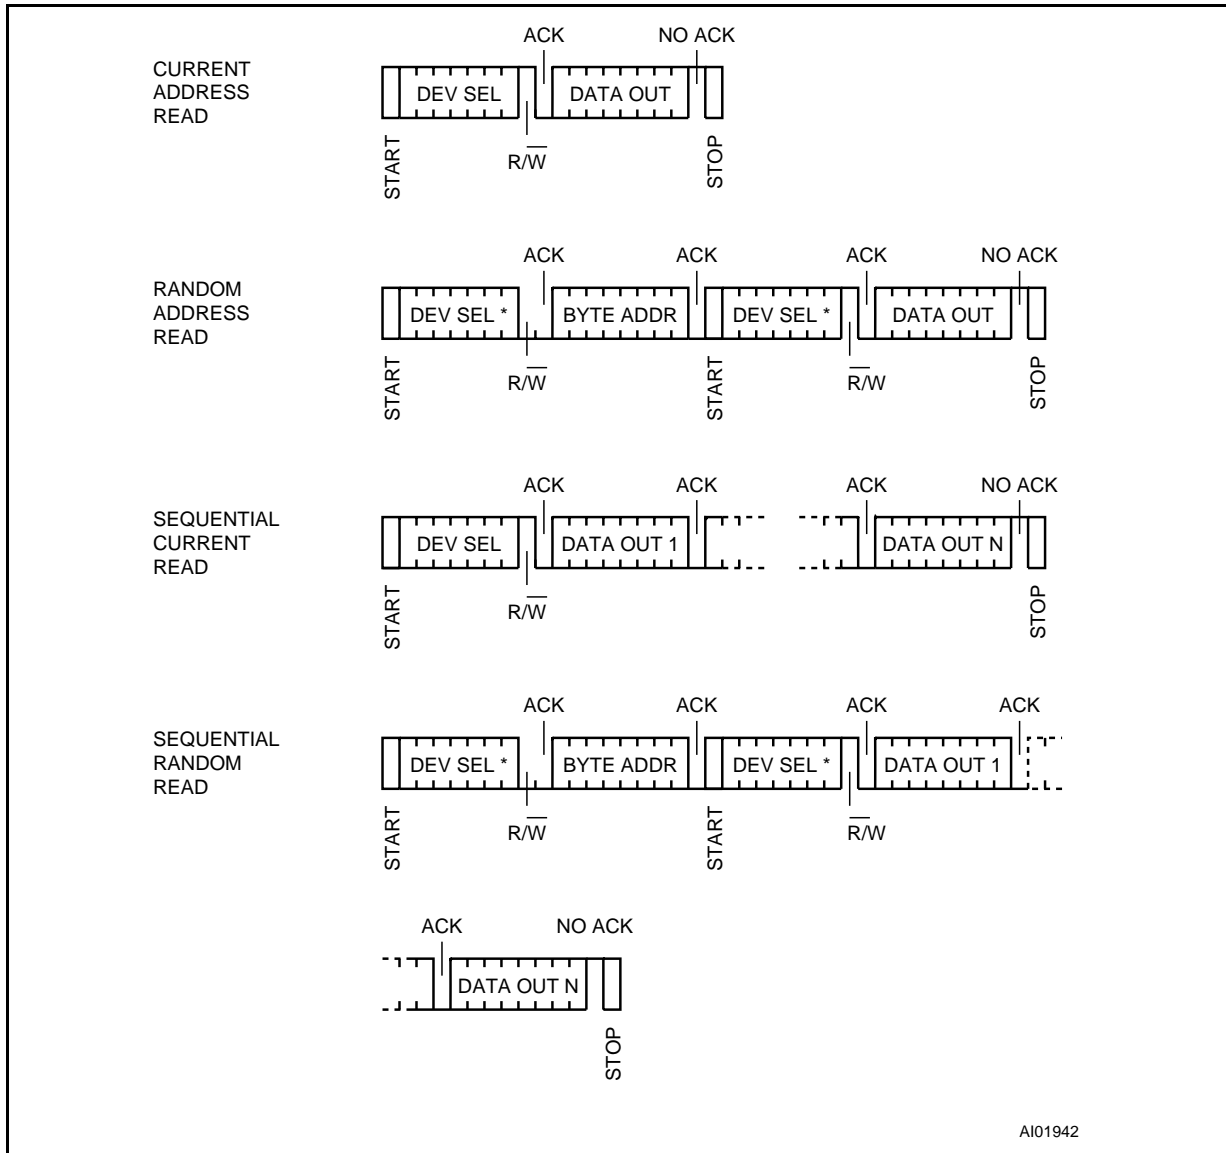 ACK NO ACK
CURRENT
ADDRESS
READ
DEV SEL DATA OUT
START R/W STOP
ACK ACK ACK NO ACK
RANDOM
ADDRESS
READ
DEV SEL * BYTE ADDR DEV SEL * DATA OUT
START R/W START R/W STOP
ACK ACK ACK NO ACK
SEQUENTIAL
CURRENT
READ
DEV SEL DATA OUT 1 DATA OUT N
START R/W STOP
ACK ACK ACK ACK
SEQUENTIAL
RANDOM
READ
DEV SEL * BYTE ADDR DEV SEL * DATA OUT 1
START R/W START R/W
ACK NO ACK
DATA OUT N
STOP
AI01942